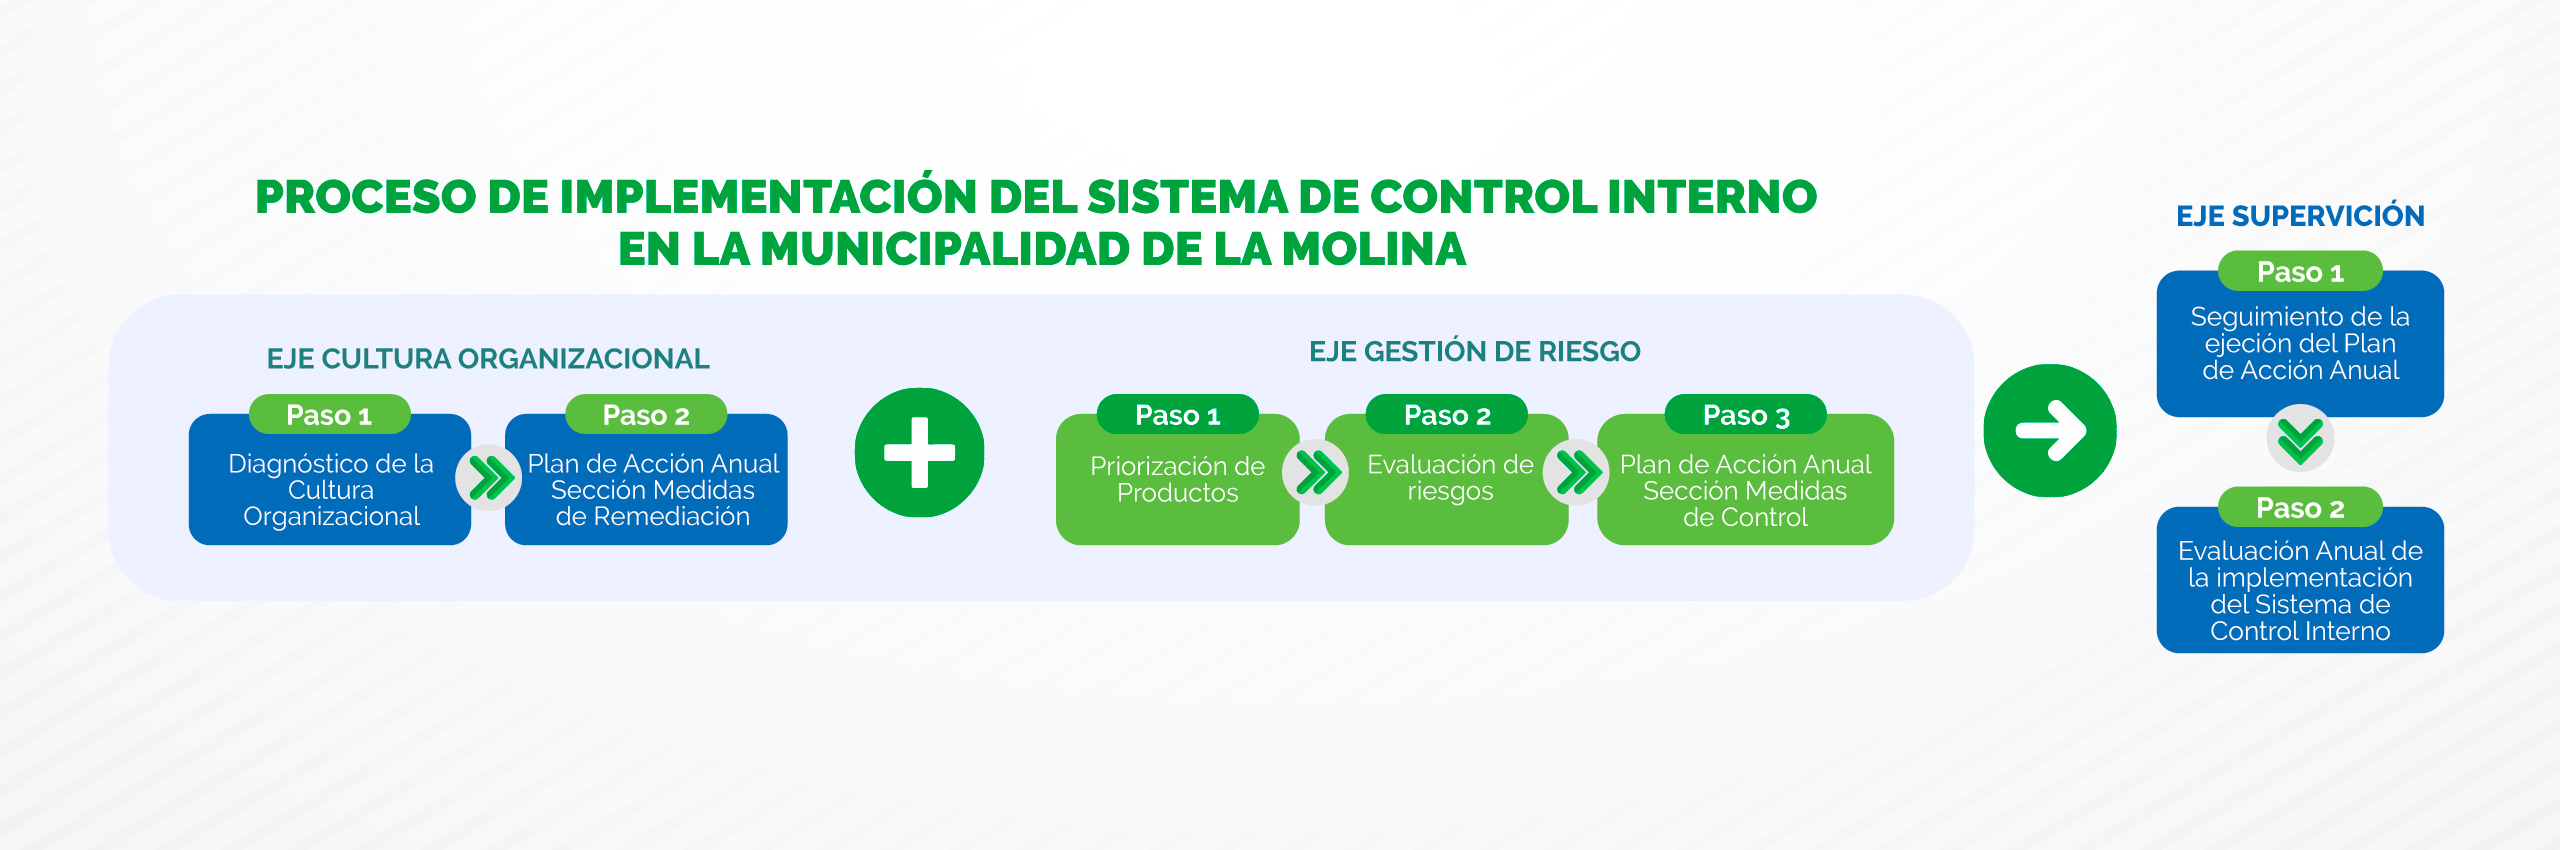 PROCESO DE IMPLEMENTACIÓN DEL SISTEMA DE CONTROL INTERNO
EN LA MUNICIPALIDAD DE LA MOLINA
EJE CULTURA ORGANIZACIONAL
Paso 1
Diagnóstico de la
Cultura
Organizacional
Paso 2
Plan de Acción Anual
Sección Medidas
de Remediación
EJE GESTIÓN DE RIESGO
Paso 1
Priorización de
Productos
Paso 2
Evaluación de
riesgos
Paso 3
Plan de Acción Anual
Sección Medidas
de Control
EJE SUPERVICIÓN
Paso 1
Seguimiento de la
ejeción del Plan
de Acción Anual
Paso 2
Evaluación Anual de
la implementación
del Sistema de
Control Interno